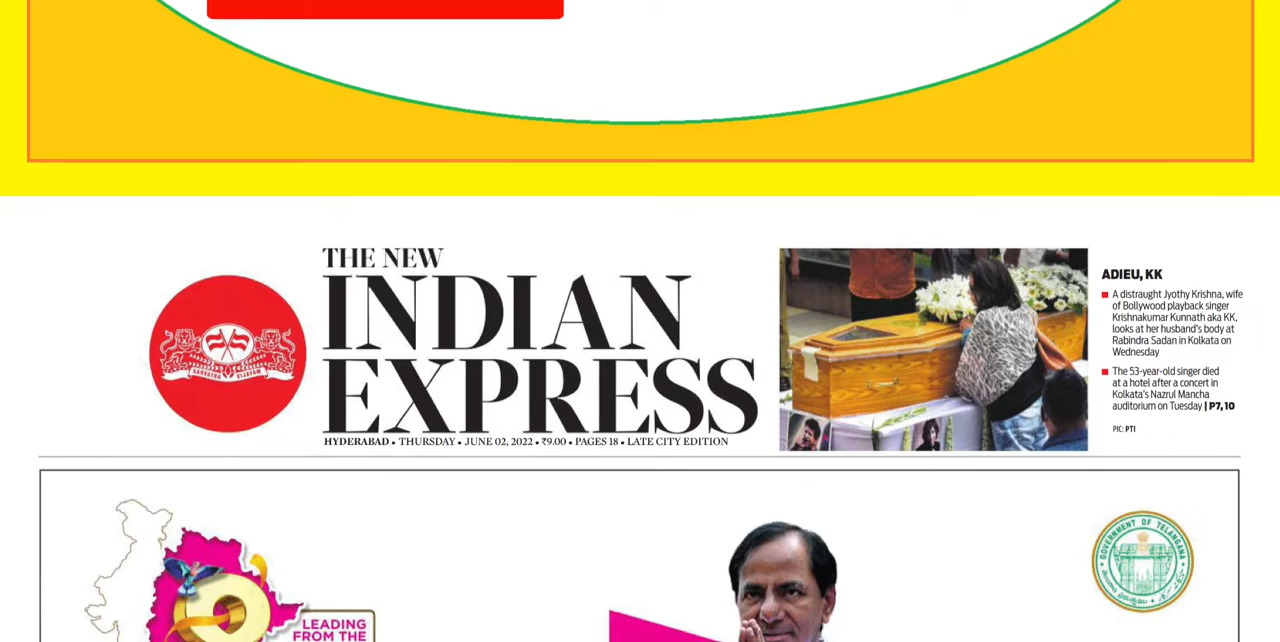 THE NEW
INDIAN
EXPRESS
HYDERABAD • THURSDAY • JUNE 02, 2022 • ₹9.00 • PAGES 18 • LATE CITY EDITION
ADIEU, KK
A distraught Jyothy Krishna, wife
of Bollywood playback singer
Krishnakumar Kunnath aka KK,
looks at her husband's body at
Rabindra Sadan in Kolkata on
Wednesday
The 53-year-old singer died
at a hotel after a concert in
Kolkata's Nazrul Mancha
auditorium on Tuesday | P7, 10
PIC: PTI
LEADING
FROM THE
GOVERNMENT OF TELANGANA